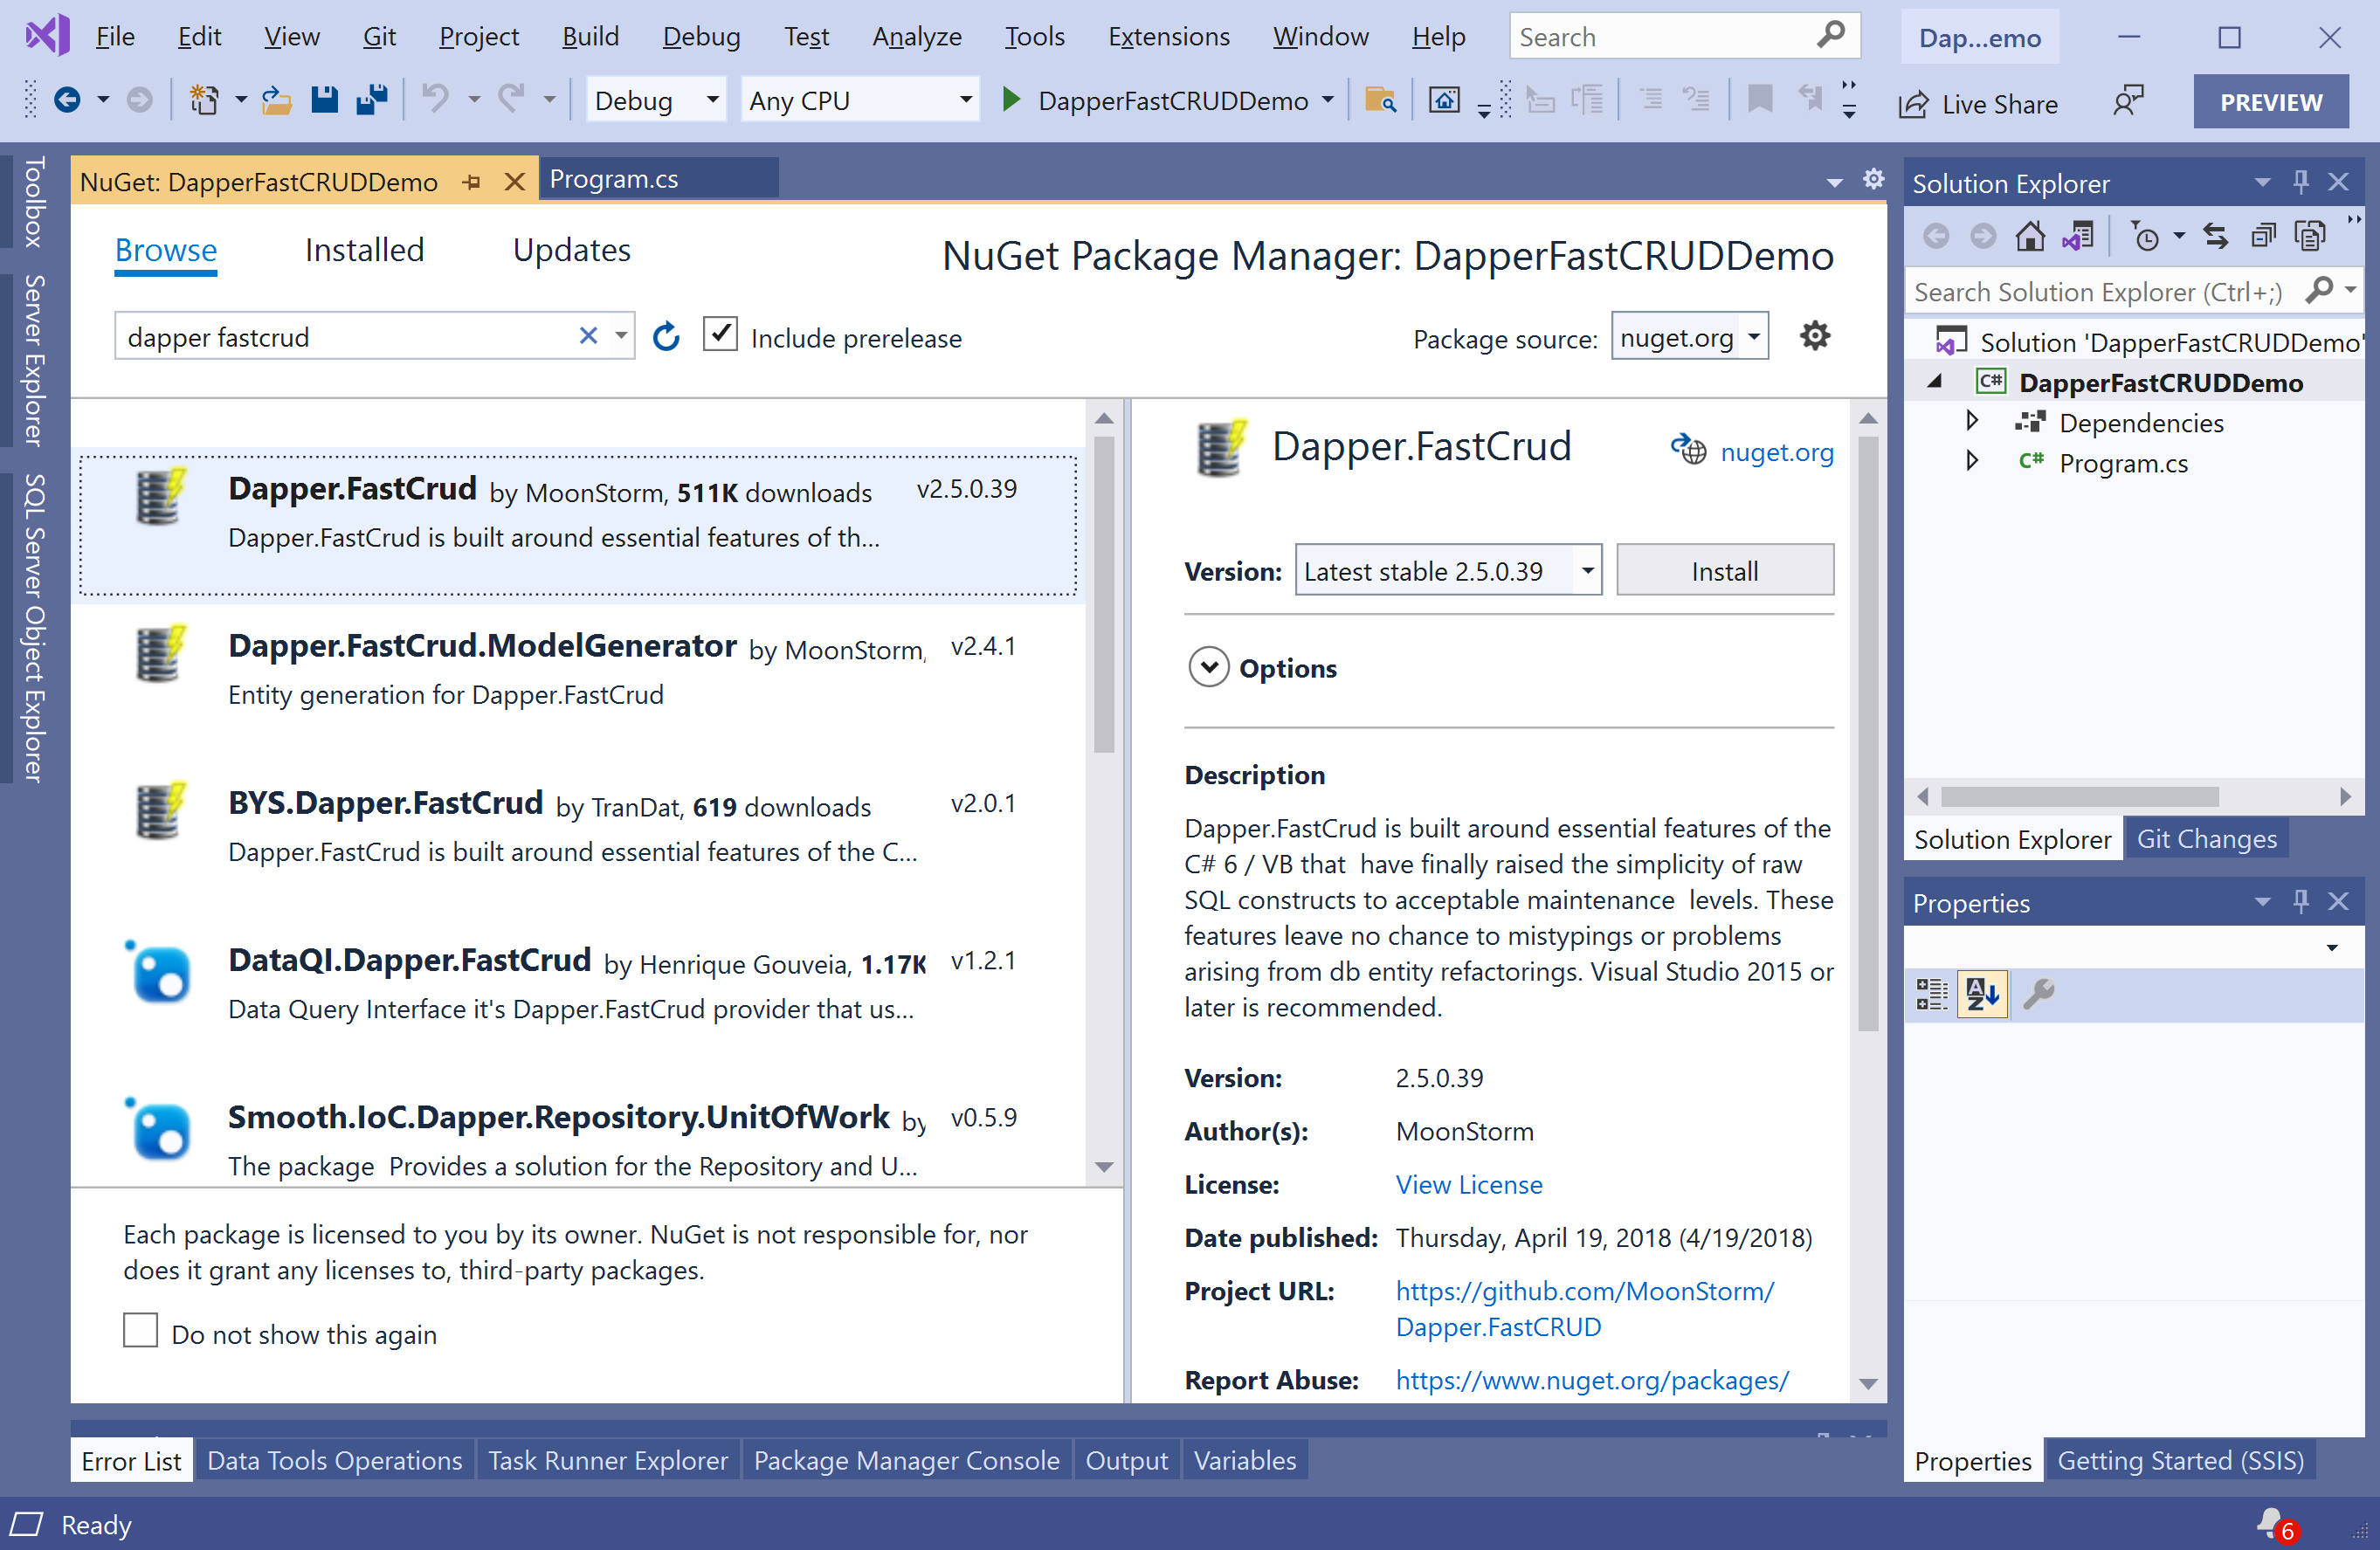 File Edit View Git Project Build Debug Test Analyze Tools Extensions Window Help Search Dap...emo
Debug Any CPU DapperFastCRUDDemo Live Share PREVIEW
Toolbox
Server Explorer
SQL Server Object Explorer
NuGet: DapperFastCRUDDemo Program.cs
Browse Installed Updates NuGet Package Manager: DapperFastCRUDDemo
dapper fastcrud Include prerelease Package source: nuget.org
Dapper.FastCrud by MoonStorm, 511K downloads v2.5.0.39
Dapper.FastCrud is built around essential features of th...
Dapper.FastCrud.ModelGenerator by MoonStorm, v2.4.1
Entity generation for Dapper.FastCrud
BYS.Dapper.FastCrud by TranDat, 619 downloads v2.0.1
Dapper.FastCrud is built around essential features of the C...
DataQI.Dapper.FastCrud by Henrique Gouveia, 1.17K v1.2.1
Data Query Interface it's Dapper.FastCrud provider that us...
Smooth.IoC.Dapper.Repository.UnitOfWork by v0.5.9
The package Provides a solution for the Repository and U...
Each package is licensed to you by its owner. NuGet is not responsible for, nor
does it grant any licenses to, third-party packages.
Do not show this again
Dapper.FastCrud nuget.org
Version: Latest stable 2.5.0.39 Install
Options
Description
Dapper.FastCrud is built around essential features of the
C# 6 / VB that have finally raised the simplicity of raw
SQL constructs to acceptable maintenance levels. These
features leave no chance to mistypings or problems
arising from db entity refactorings. Visual Studio 2015 or
later is recommended.
Version: 2.5.0.39
Author(s): MoonStorm
License: View License
Date published: Thursday, April 19, 2018 (4/19/2018)
Project URL: https://github.com/MoonStorm/
Dapper.FastCRUD
Report Abuse: https://www.nuget.org/packages/
Solution Explorer
Search Solution Explorer (Ctrl+;)
Solution 'DapperFastCRUDDemo'
C# DapperFastCRUDDemo
Dependencies
C# Program.cs
Solution Explorer Git Changes
Properties
Properties Getting Started (SSIS)
Error List Data Tools Operations Task Runner Explorer Package Manager Console Output Variables
Ready 6